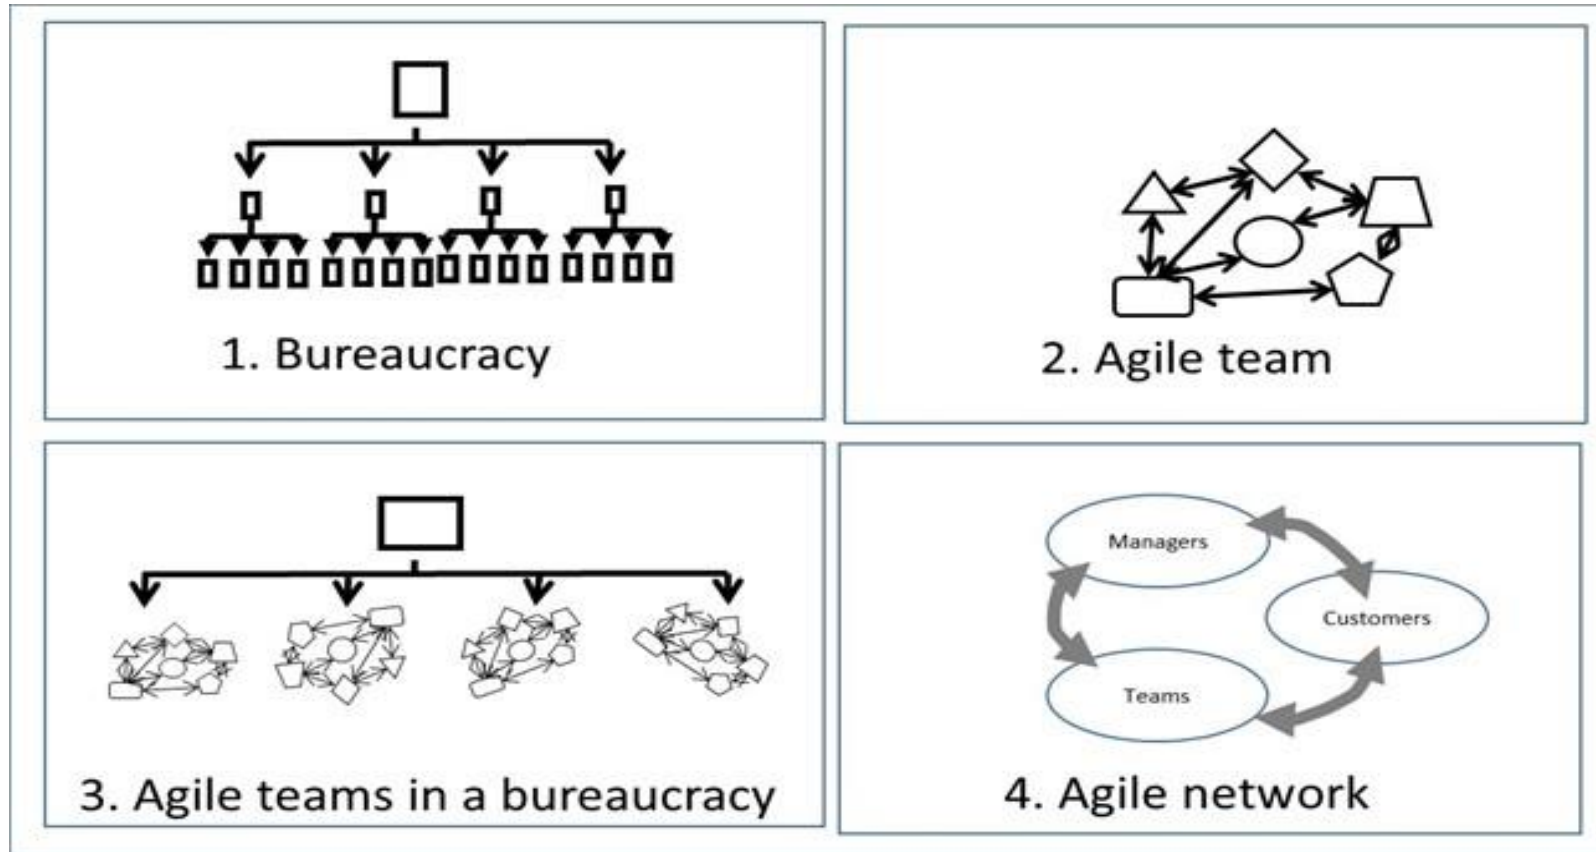 1. Bureaucracy
2. Agile team
3. Agile teams in a bureaucracy
Managers
Customers
Teams
4. Agile network